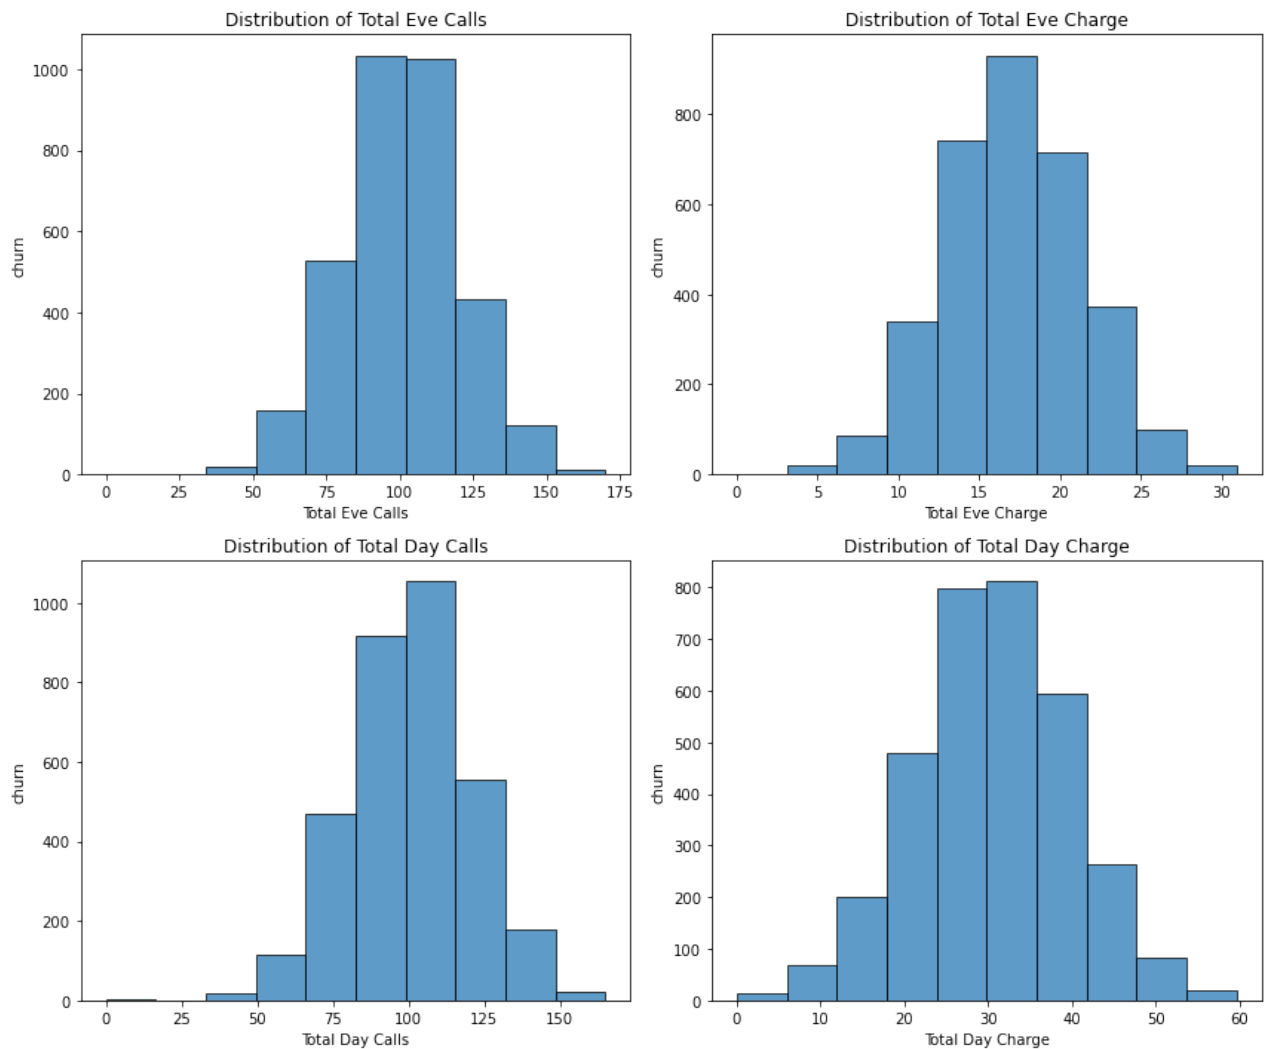 Distribution of Total Eve Calls
1000
800
600
400
200
0
churn
0 25 50 75 100 125 150 175
Total Eve Calls
Distribution of Total Eve Charge
800
600
400
200
0
churn
0 5 10 15 20 25 30
Total Eve Charge
Distribution of Total Day Calls
1000
800
600
400
200
0
churn
0 25 50 75 100 125 150
Total Day Calls
Distribution of Total Day Charge
800
700
600
500
400
300
200
100
0
churn
0 10 20 30 40 50 60
Total Day Charge